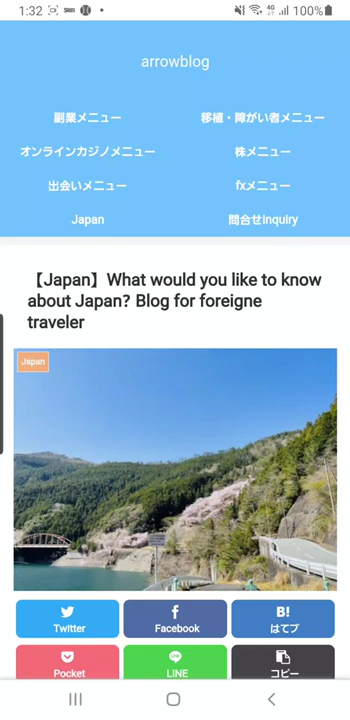 1:32
4G
100%
arrowblog
副業メニュー
移植・障がい者メニュー
オンラインカジノメニュー
株メニュー
出会いメニュー
fxメニュー
Japan
問合せinquiry
【Japan】What would you like to know
about Japan? Blog for foreigne
traveler
Japan
Twitter
Facebook
B!
はてブ
Pocket
LINE
LINE
コピー